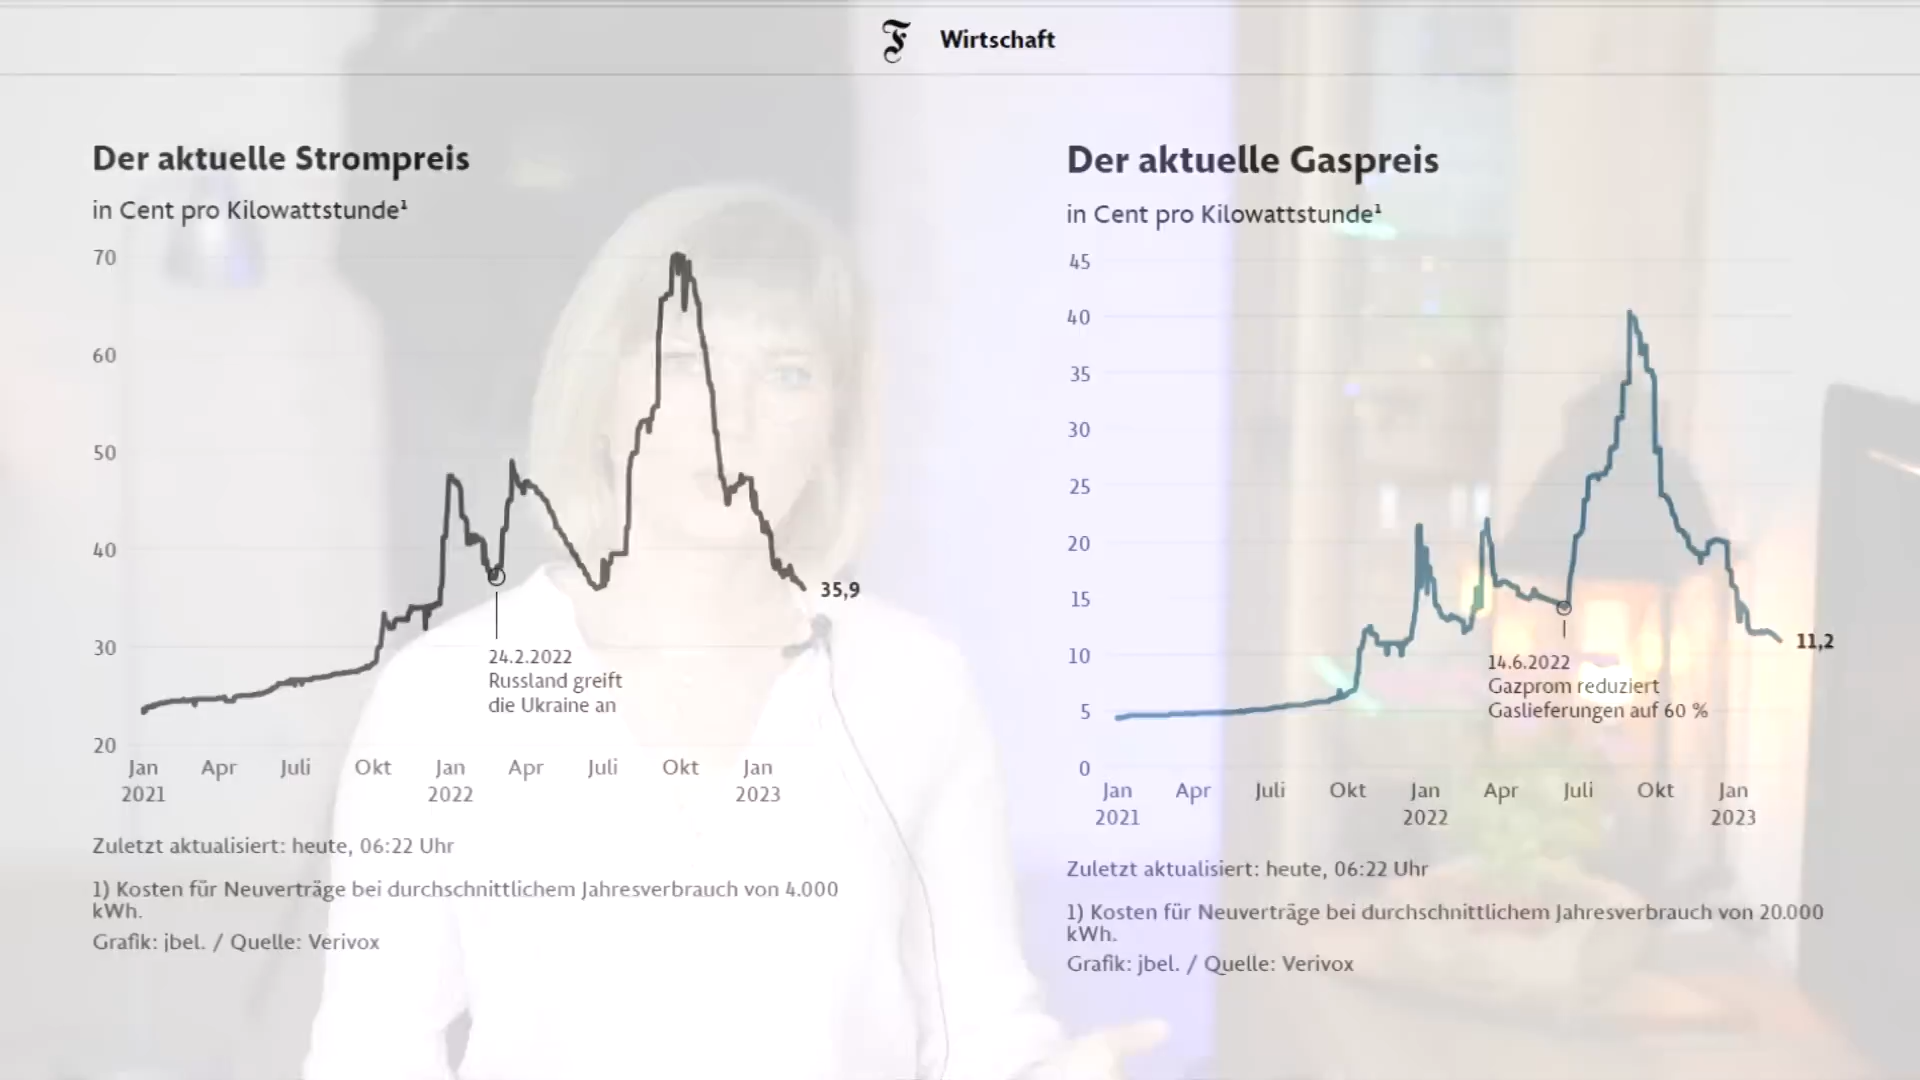 F Wirtschaft
Der aktuelle Strompreis
in Cent pro Kilowattstunde¹
70
60
50
40
30
20
35,9
24.2.2022
Russland greift
die Ukraine an
Jan Apr Juli Okt Jan Apr Juli Okt Jan
2021 2022 2023
Zuletzt aktualisiert: heute, 06:22 Uhr
1) Kosten für Neuverträge bei durchschnittlichem Jahresverbrauch von 4.000
kWh.
Grafik: jbel. / Quelle: Verivox
Der aktuelle Gaspreis
in Cent pro Kilowattstunde¹
45
40
35
30
25
20
15
10
5
0
11,2
14.6.2022
Gazprom reduziert
Gaslieferungen auf 60 %
Jan Apr Juli Okt Jan Apr Juli Okt Jan
2021 2022 2023
Zuletzt aktualisiert: heute, 06:22 Uhr
1) Kosten für Neuverträge bei durchschnittlichem Jahresverbrauch von 20.000
kWh.
Grafik: jbel. / Quelle: Verivox